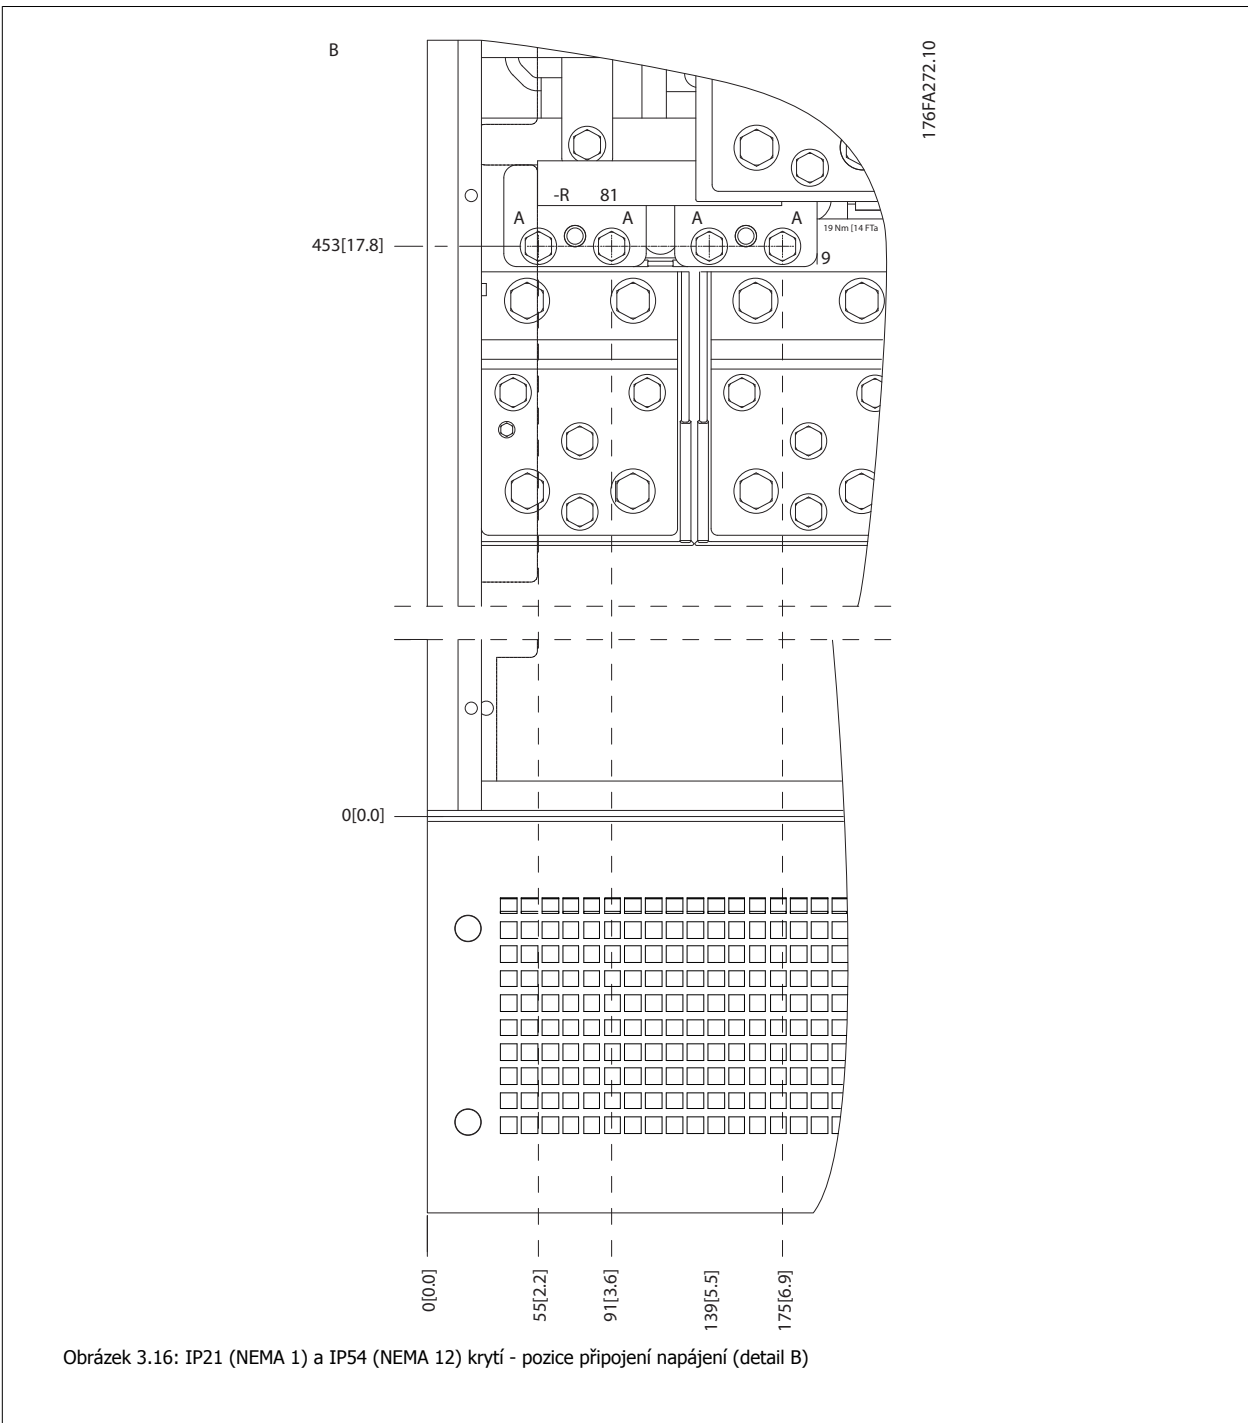 B
176FA272.10
-R 81
A A A A
19 Nm [14 FTa
453[17.8]
9
0[0.0]
0[0.0]
55[2.2]
91[3.6]
139[5.5]
175[6.9]
Obrázek 3.16: IP21 (NEMA 1) a IP54 (NEMA 12) krytí - pozice připojení napájení (detail B)